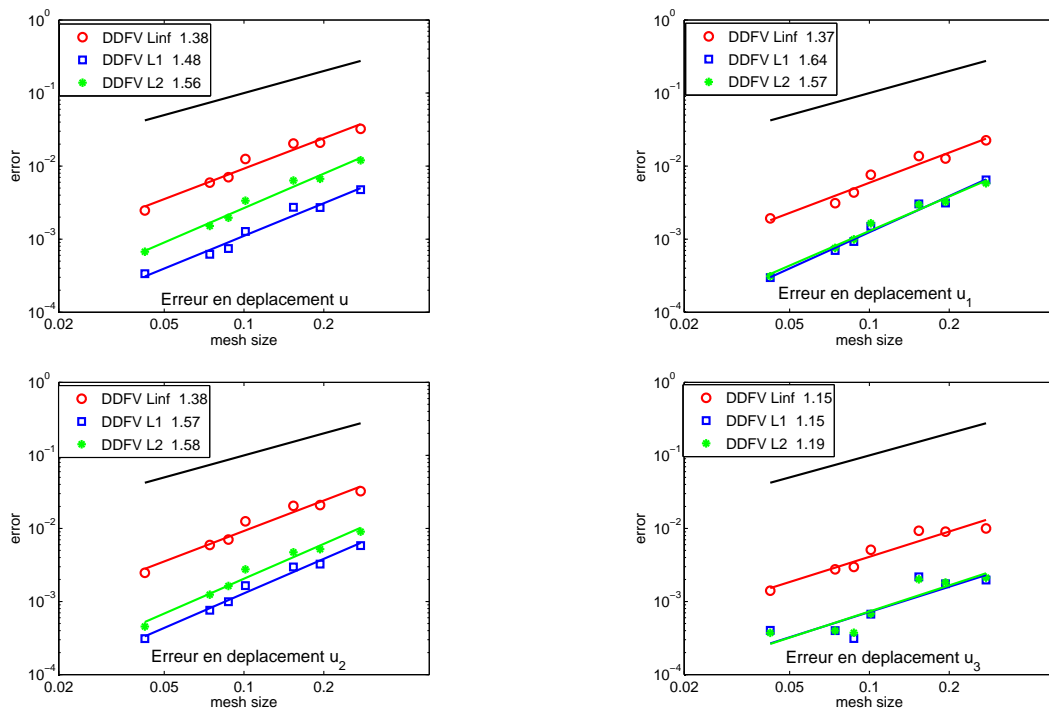 10^0
10^-1
10^-2
10^-3
10^-4
error
DDFV Linf 1.38
DDFV L1 1.48
DDFV L2 1.56
Erreur en deplacement u
0.02 0.05 0.1 0.2
mesh size
10^0
10^-1
10^-2
10^-3
10^-4
error
DDFV Linf 1.37
DDFV L1 1.64
DDFV L2 1.57
Erreur en deplacement u_1
0.02 0.05 0.1 0.2
mesh size
10^0
10^-1
10^-2
10^-3
10^-4
error
DDFV Linf 1.38
DDFV L1 1.57
DDFV L2 1.58
Erreur en deplacement u_2
0.02 0.05 0.1 0.2
mesh size
10^0
10^-1
10^-2
10^-3
10^-4
error
DDFV Linf 1.15
DDFV L1 1.15
DDFV L2 1.19
Erreur en deplacement u_3
0.02 0.05 0.1 0.2
mesh size